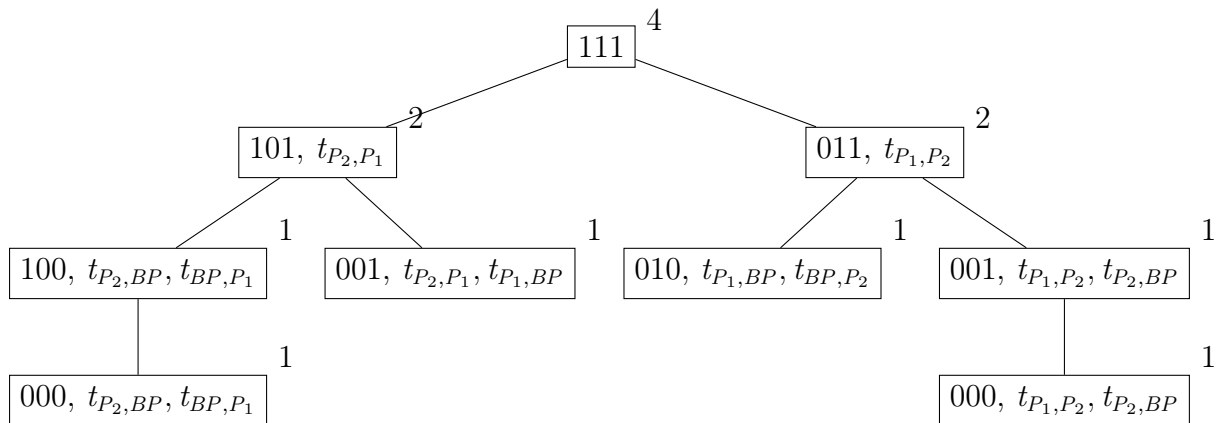 4
111
2
101, t_{P_2,P_1}
2
011, t_{P_1,P_2}
1
100, t_{P_2,BP}, t_{BP,P_1}
1
001, t_{P_2,P_1}, t_{P_1,BP}
1
010, t_{P_1,BP}, t_{BP,P_2}
1
001, t_{P_1,P_2}, t_{P_2,BP}
1
000, t_{P_2,BP}, t_{BP,P_1}
1
000, t_{P_1,P_2}, t_{P_2,BP}